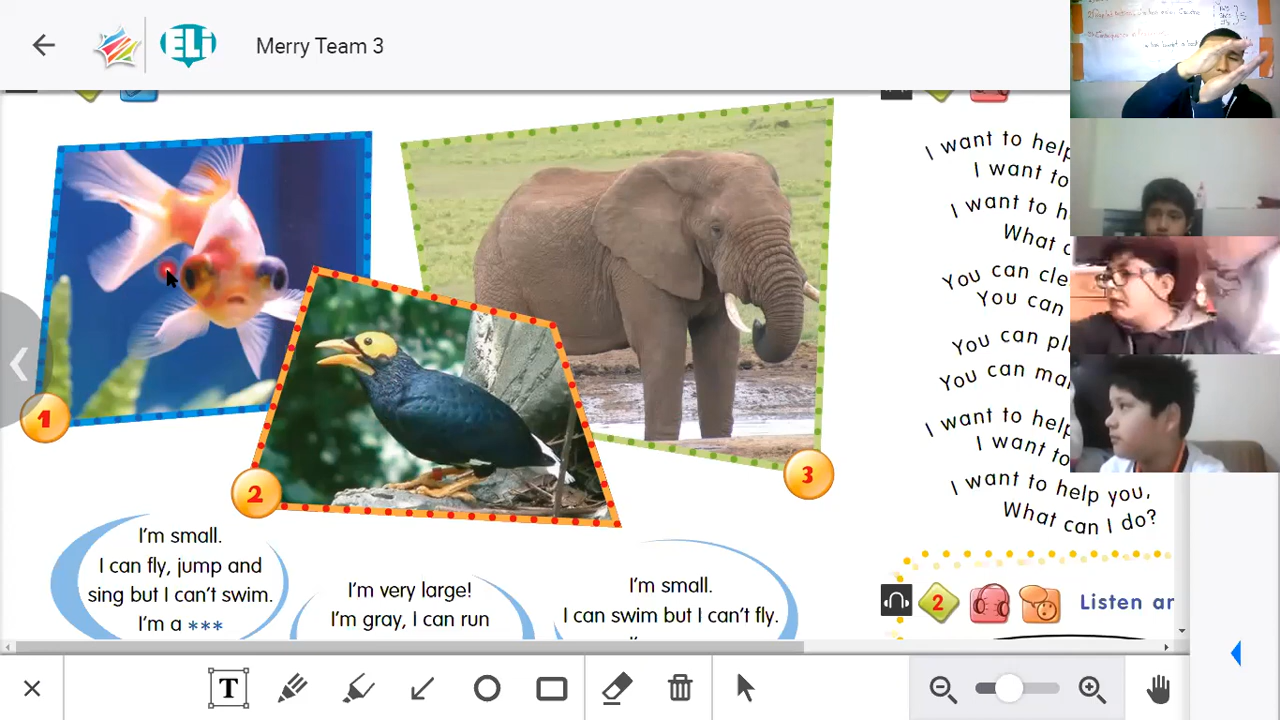 ELi
Merry Team 3
1
2
3
I'm small.
I can fly, jump and
sing but I can't swim.
I'm a ***
I'm very large!
I'm gray, I can run
I'm small.
I can swim but I can't fly.
I want to help
I want to
I want to h
What c
You can cle
You can
You can pl
You can ma
I want to help
I want to
I want to help you,
What can I do?
2
Listen an
T